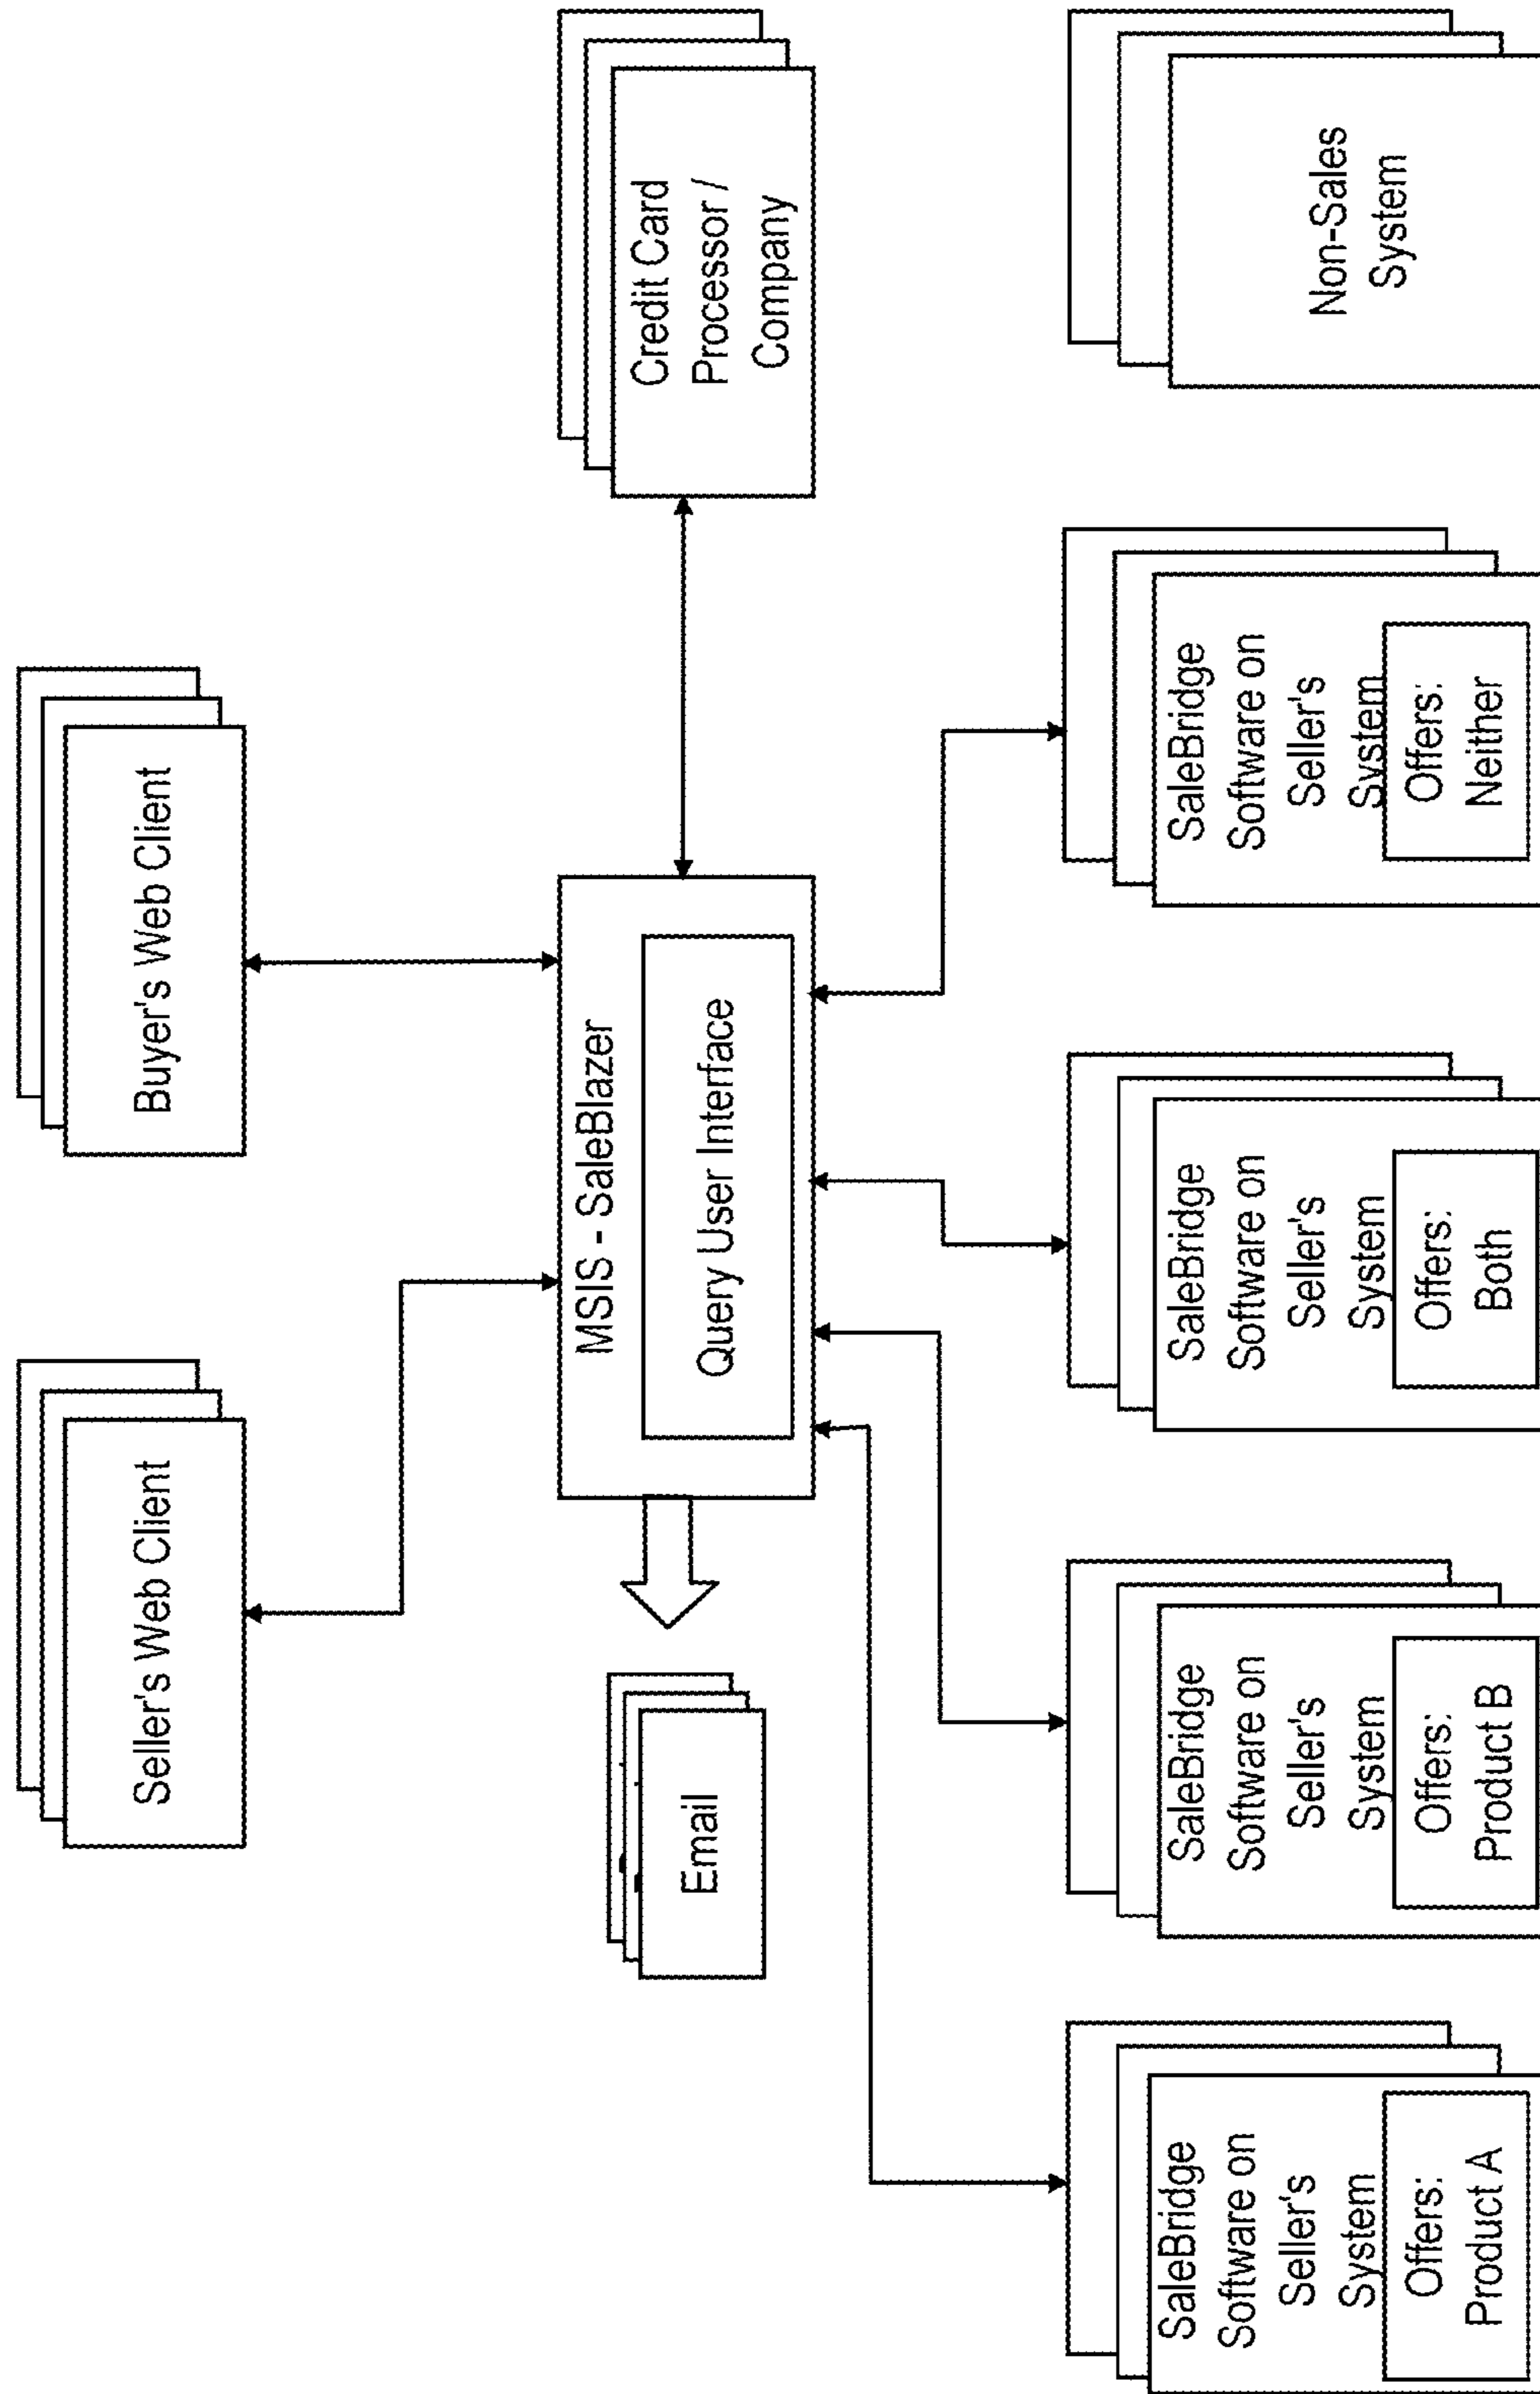 Seller's Web Client
Buyer's Web Client
Email
MSIS - SaleBlazer
Query User Interface
Credit Card
Processor /
Company
SaleBridge
Software on
Seller's
System
Offers:
Product A
SaleBridge
Software on
Seller's
System
Offers:
Product B
SaleBridge
Software on
Seller's
System
Offers:
Both
SaleBridge
Software on
Seller's
System
Offers:
Neither
Non-Sales
System